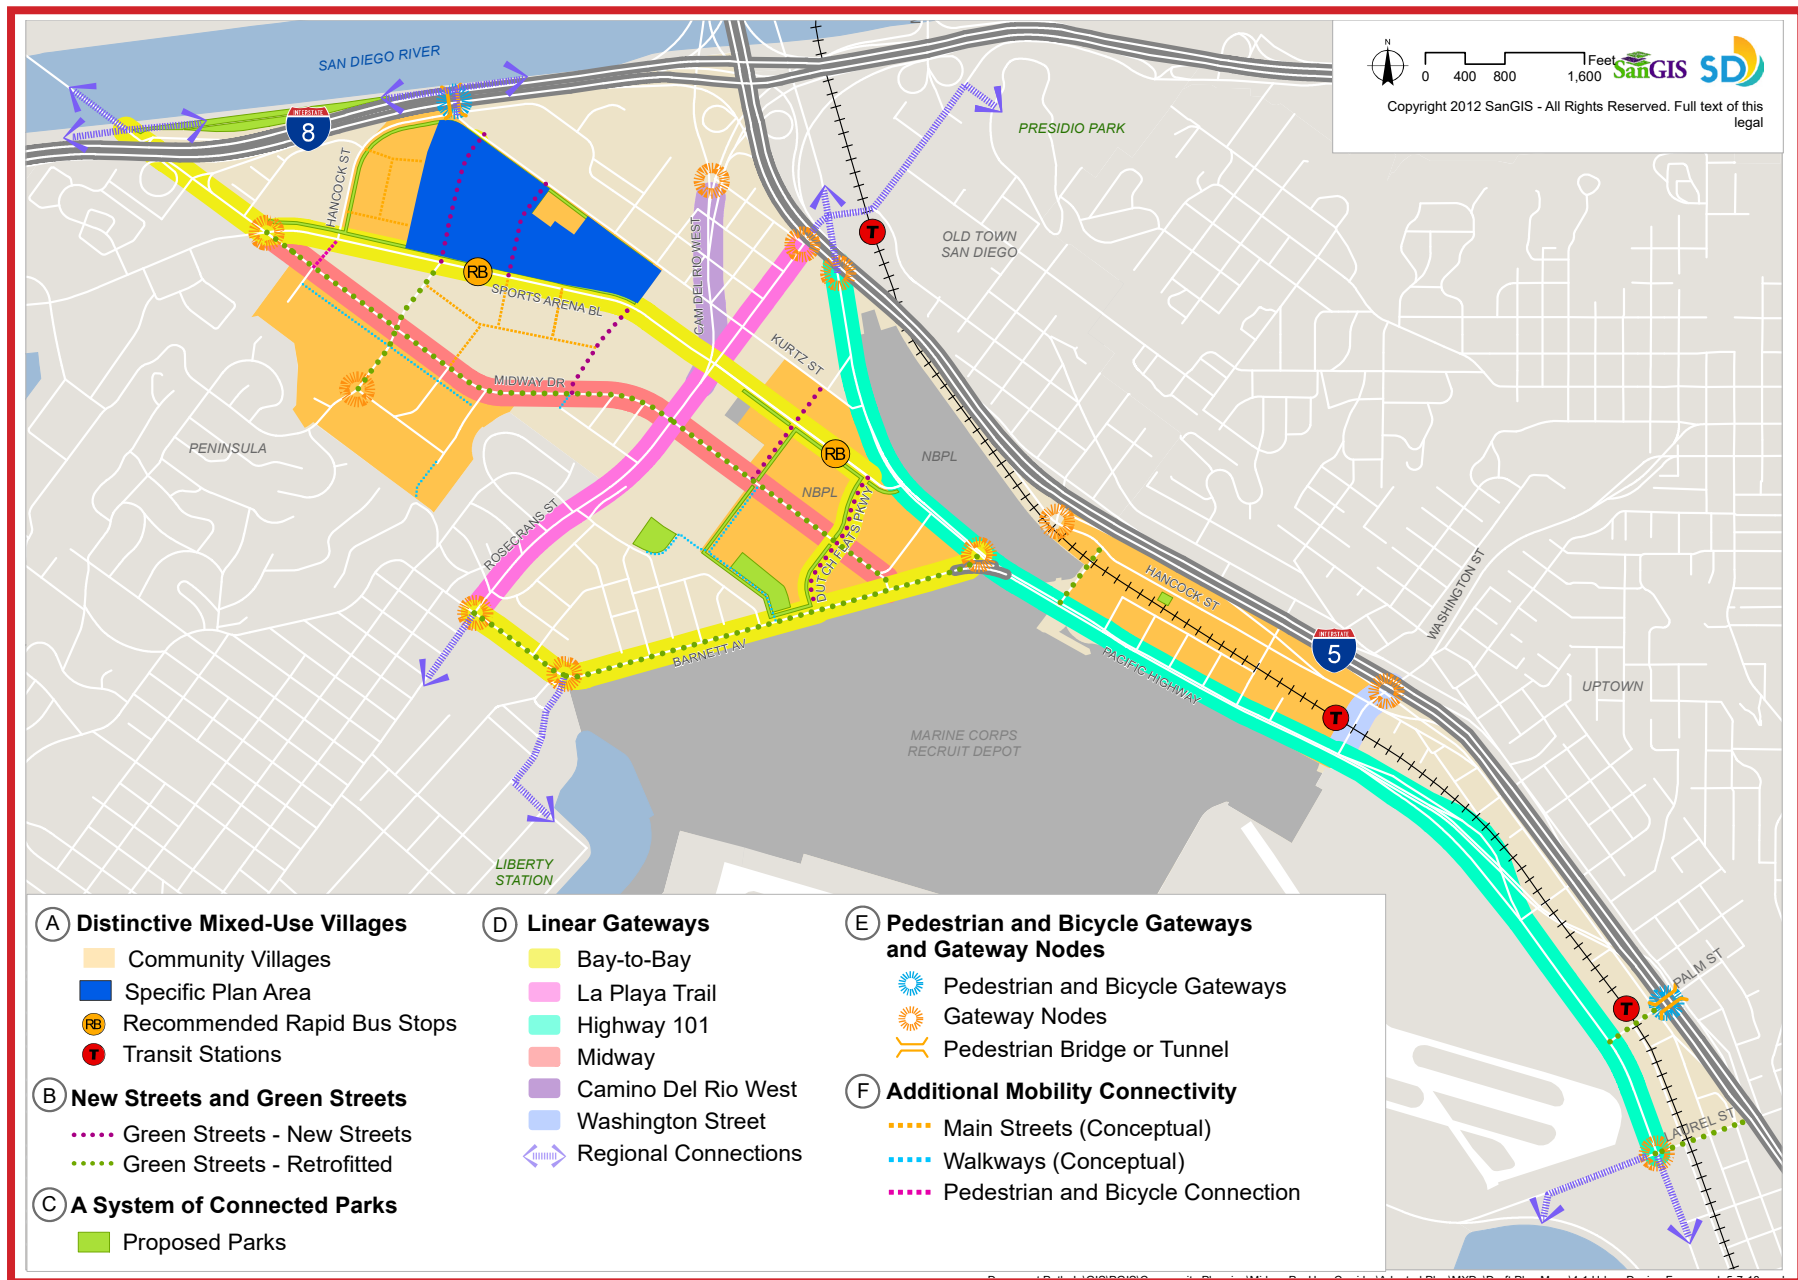 SAN DIEGO RIVER
INTERSTATE
8
HANCOCK ST
CAM DEL RIO WEST
PRESIDIO PARK
N
0 400 800 1,600 Feet
SanGIS
SD
Copyright 2012 SanGIS - All Rights Reserved. Full text of this
legal
T
OLD TOWN
SAN DIEGO
RB
SPORTS ARENA BL
KURTZ ST
MIDWAY DR
PENINSULA
RB
NBPL
NBPL
ROSECRANS ST
DUTCH FLATS PKWY
HANCOCK ST
WASHINGTON ST
INTERSTATE
5
BARNETT AV
PACIFIC HIGHWAY
UPTOWN
T
MARINE CORPS
RECRUIT DEPOT
LIBERTY
STATION
PALM ST
T
LAUREL ST
A Distinctive Mixed-Use Villages
Community Villages
Specific Plan Area
RB Recommended Rapid Bus Stops
T Transit Stations
B New Streets and Green Streets
Green Streets - New Streets
Green Streets - Retrofitted
C A System of Connected Parks
Proposed Parks
D Linear Gateways
Bay-to-Bay
La Playa Trail
Highway 101
Midway
Camino Del Rio West
Washington Street
Regional Connections
E Pedestrian and Bicycle Gateways
and Gateway Nodes
Pedestrian and Bicycle Gateways
Gateway Nodes
Pedestrian Bridge or Tunnel
F Additional Mobility Connectivity
Main Streets (Conceptual)
Walkways (Conceptual)
Pedestrian and Bicycle Connection